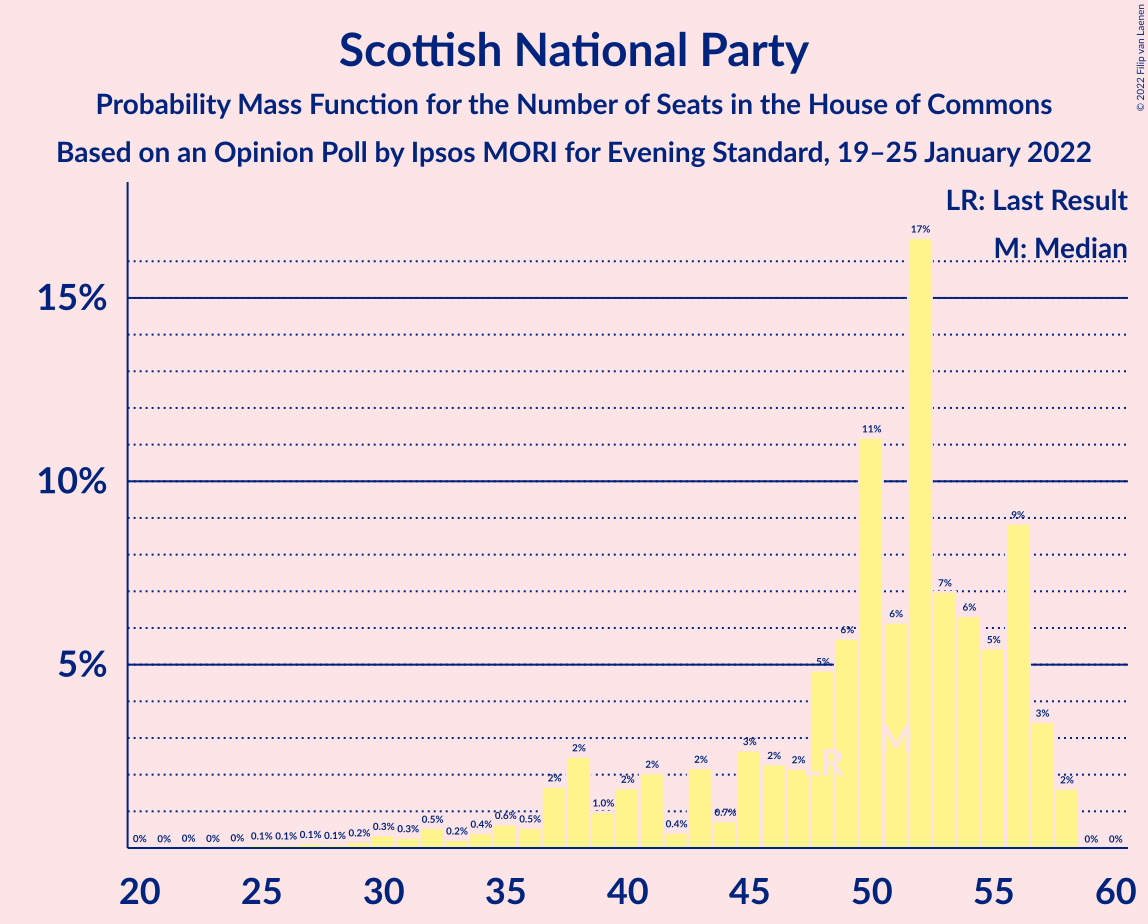 Scottish National Party
Probability Mass Function for the Number of Seats in the House of Commons
Based on an Opinion Poll by Ipsos MORI for Evening Standard, 19–25 January 2022
© 2022 Filip van Laenen
LR: Last Result
M: Median
15%
10%
5%
0% 0% 0% 0% 0% 0.1% 0.1% 0.1% 0.1% 0.2% 0.3% 0.3% 0.5% 0.2% 0.4% 0.6% 0.5% 2% 2% 1.0% 2% 2% 0.4% 2% 0.7% 3% 2% 2% 5% 6% 11% 6% 17% 7% 6% 5% 9% 3% 2% 0% 0%
LR M
20 25 30 35 40 45 50 55 60